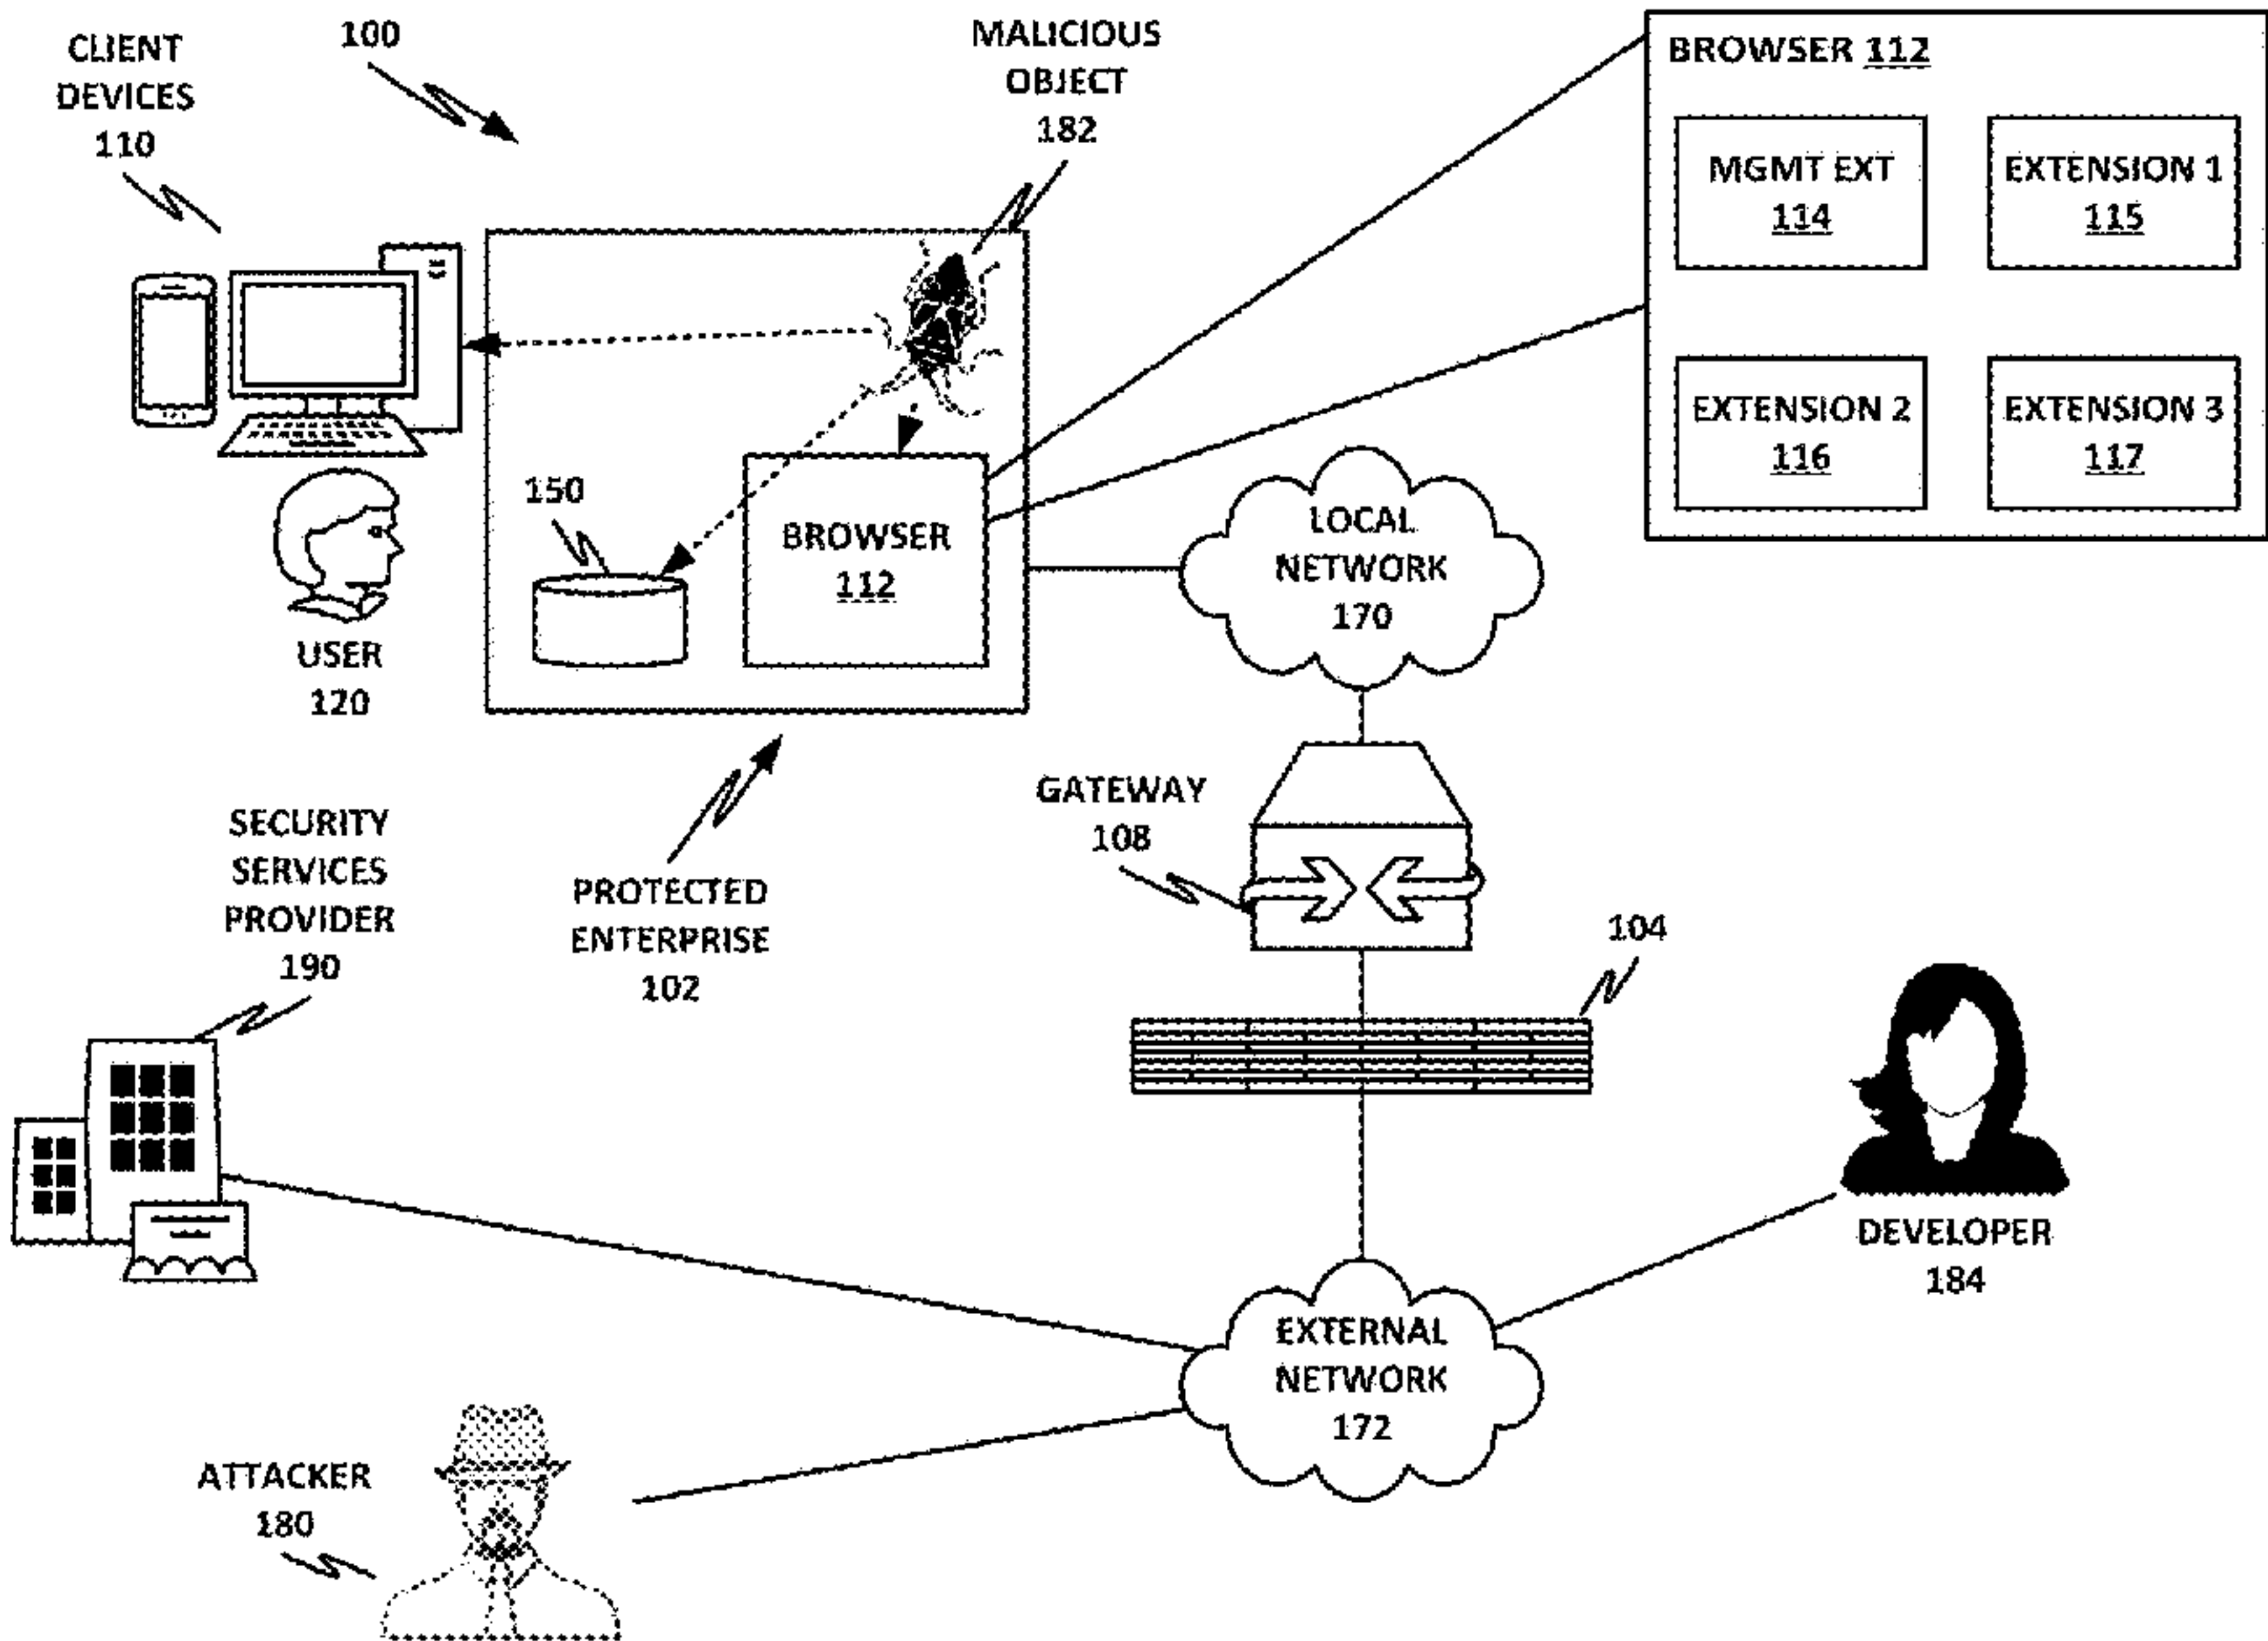 CLIENT
DEVICES
110
100
MALICIOUS
OBJECT
182
BROWSER 112
MGMT EXT
114
EXTENSION 1
115
EXTENSION 2
116
EXTENSION 3
117
150
BROWSER
112
LOCAL
NETWORK
170
USER
120
GATEWAY
108
SECURITY
SERVICES
PROVIDER
190
PROTECTED
ENTERPRISE
102
104
DEVELOPER
184
EXTERNAL
NETWORK
172
ATTACKER
180